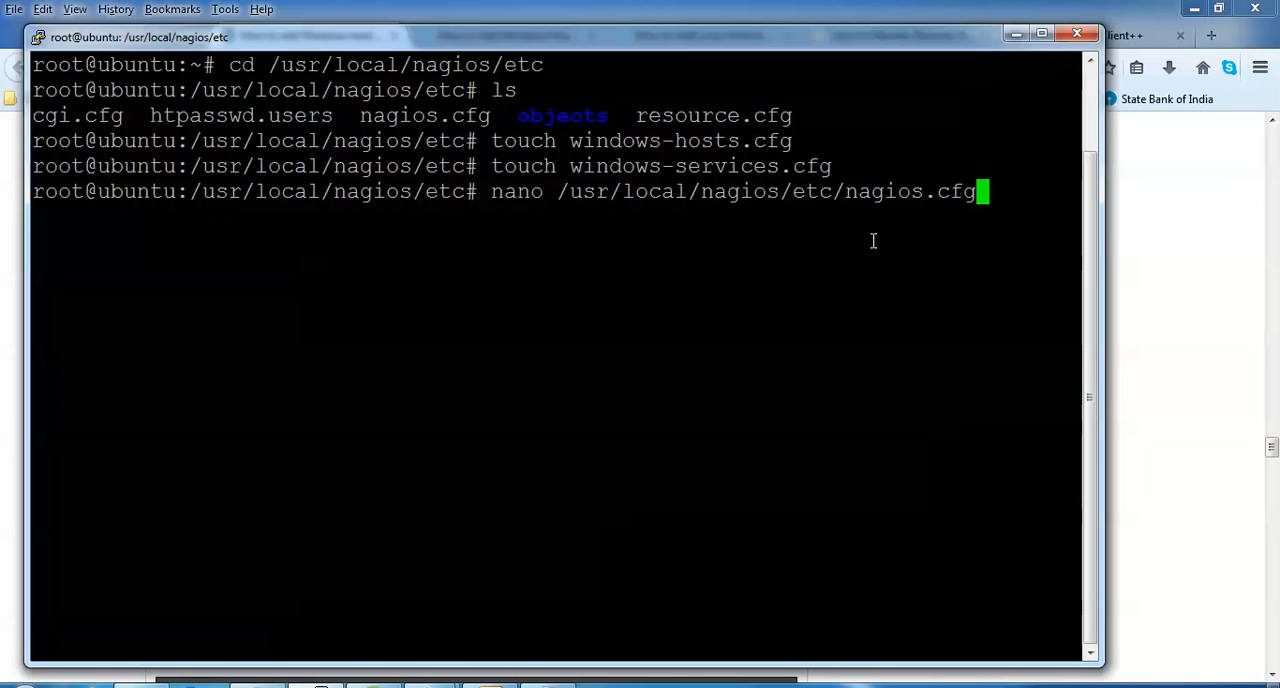 File Edit View History Bookmarks Tools Help
root@ubuntu: /usr/local/nagios/etc
Client++
State Bank of India
root@ubuntu:~# cd /usr/local/nagios/etc
root@ubuntu:/usr/local/nagios/etc# ls
cgi.cfg htpasswd.users nagios.cfg objects resource.cfg
root@ubuntu:/usr/local/nagios/etc# touch windows-hosts.cfg
root@ubuntu:/usr/local/nagios/etc# touch windows-services.cfg
root@ubuntu:/usr/local/nagios/etc# nano /usr/local/nagios/etc/nagios.cfg